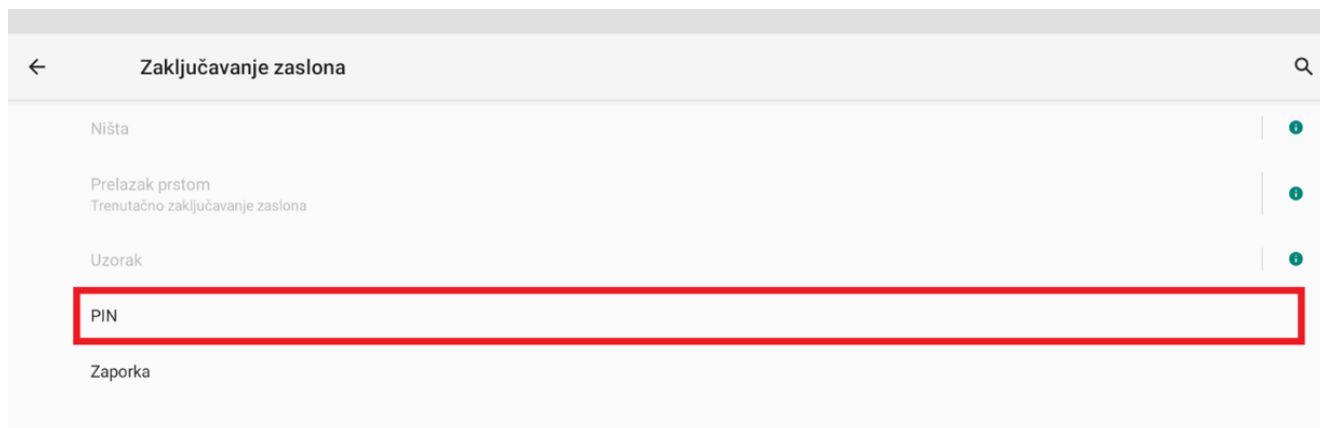 Zaključavanje zaslona
Ništa
Prelazak prstom
Trenutačno zaključavanje zaslona
Uzorak
PIN
Zaporka